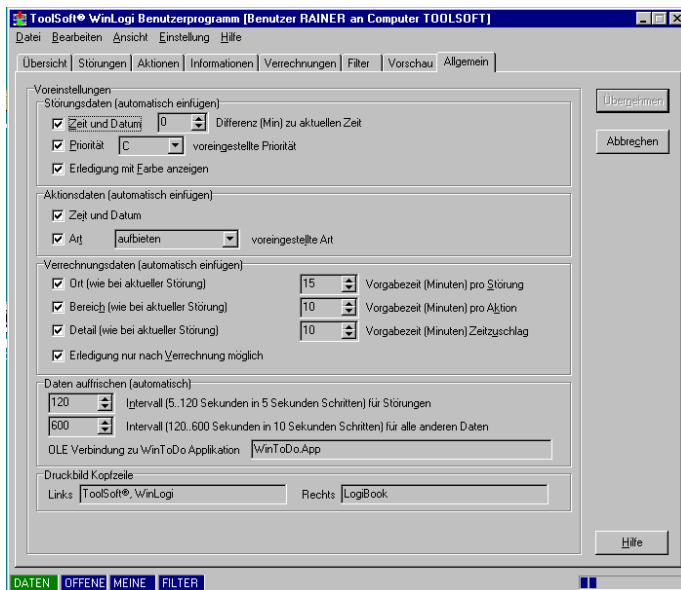 ToolSoft® WinLogi Benutzerprogramm [Benutzer RAINER an Computer TOOLSOFT]
Datei Bearbeiten Ansicht Einstellung Hilfe
Übersicht Störungen Aktionen Informationen Verrechnungen Filter Vorschau Allgemein
Voreinstellungen
Störungsdaten (automatisch einfügen)
Zeit und Datum 0 Differenz (Min) zu aktuellen Zeit
Priorität C voreingestellte Priorität
Erledigung mit Farbe anzeigen
Aktionsdaten (automatisch einfügen)
Zeit und Datum
Art aufbieten voreingestellte Art
Verrechnungsdaten (automatisch einfügen)
Ort (wie bei aktueller Störung) 15 Vorgabezeit (Minuten) pro Störung
Bereich (wie bei aktueller Störung) 10 Vorgabezeit (Minuten) pro Aktion
Detail (wie bei aktueller Störung) 10 Vorgabezeit (Minuten) Zeitzuschlag
Erledigung nur nach Verrechnung möglich
Daten auffrischen (automatisch)
120 Intervall (5..120 Sekunden in 5 Sekunden Schritten) für Störungen
600 Intervall (120..600 Sekunden in 10 Sekunden Schritten) für alle anderen Daten
OLE Verbindung zu WinToDo Applikation WinToDo.App
Druckbild Kopfzeile
Links ToolSoft®, WinLogi Rechts LogiBook
Übernehmen
Abbrechen
Hilfe
DATEN OFFENE MEINE FILTER